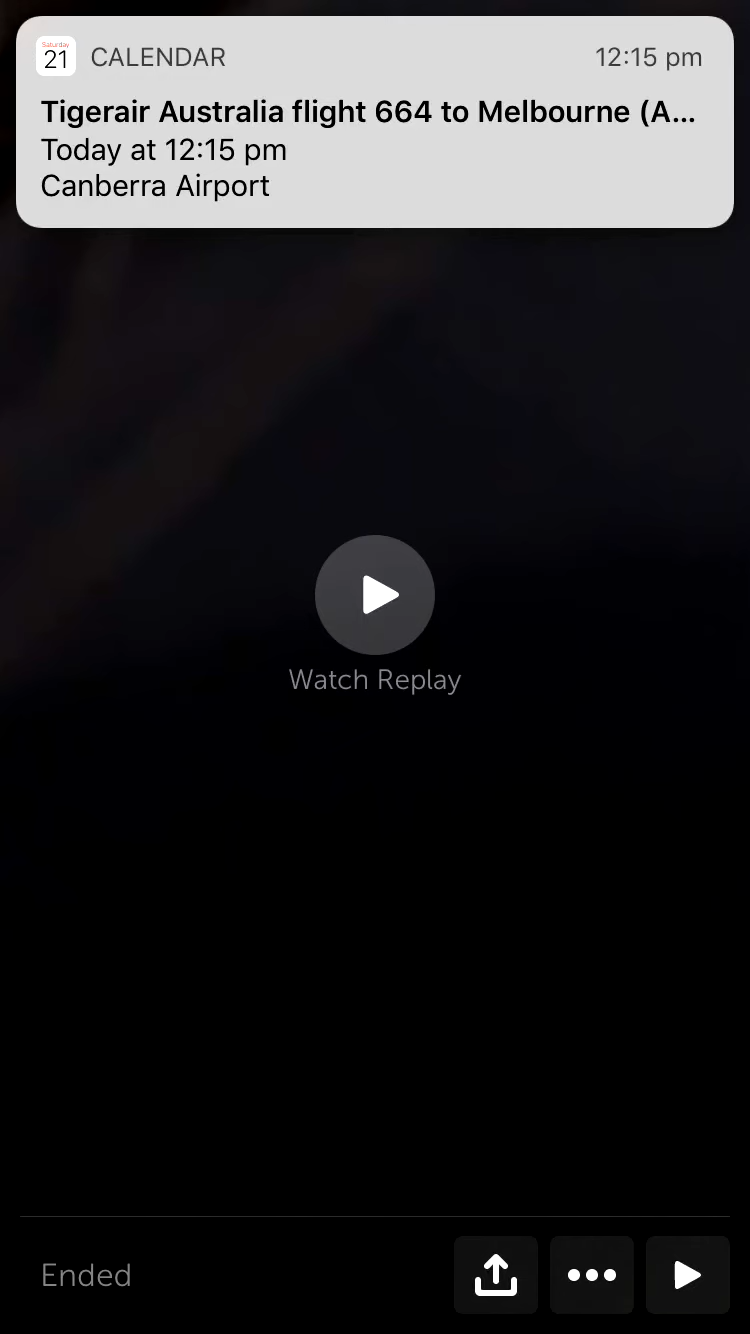 Saturday
21
CALENDAR
12:15 pm
Tigerair Australia flight 664 to Melbourne (A...
Today at 12:15 pm
Canberra Airport
Watch Replay
Ended